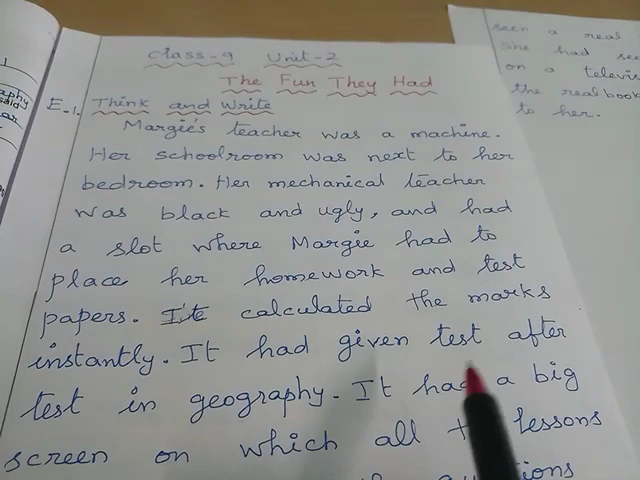 Class-9 Unit-2
The Fun They Had
E-1. Think and Write
Margie's teacher was a machine.
Her schoolroom was next to her
bedroom. Her mechanical teacher
was black and ugly, and had
a slot where Margie had to
place her homework and test
papers. It calculated the marks
instantly. It had given test after
test in geography. It had a big
screen on which all lessons
seen a real
She had
on a
the real book
to her.